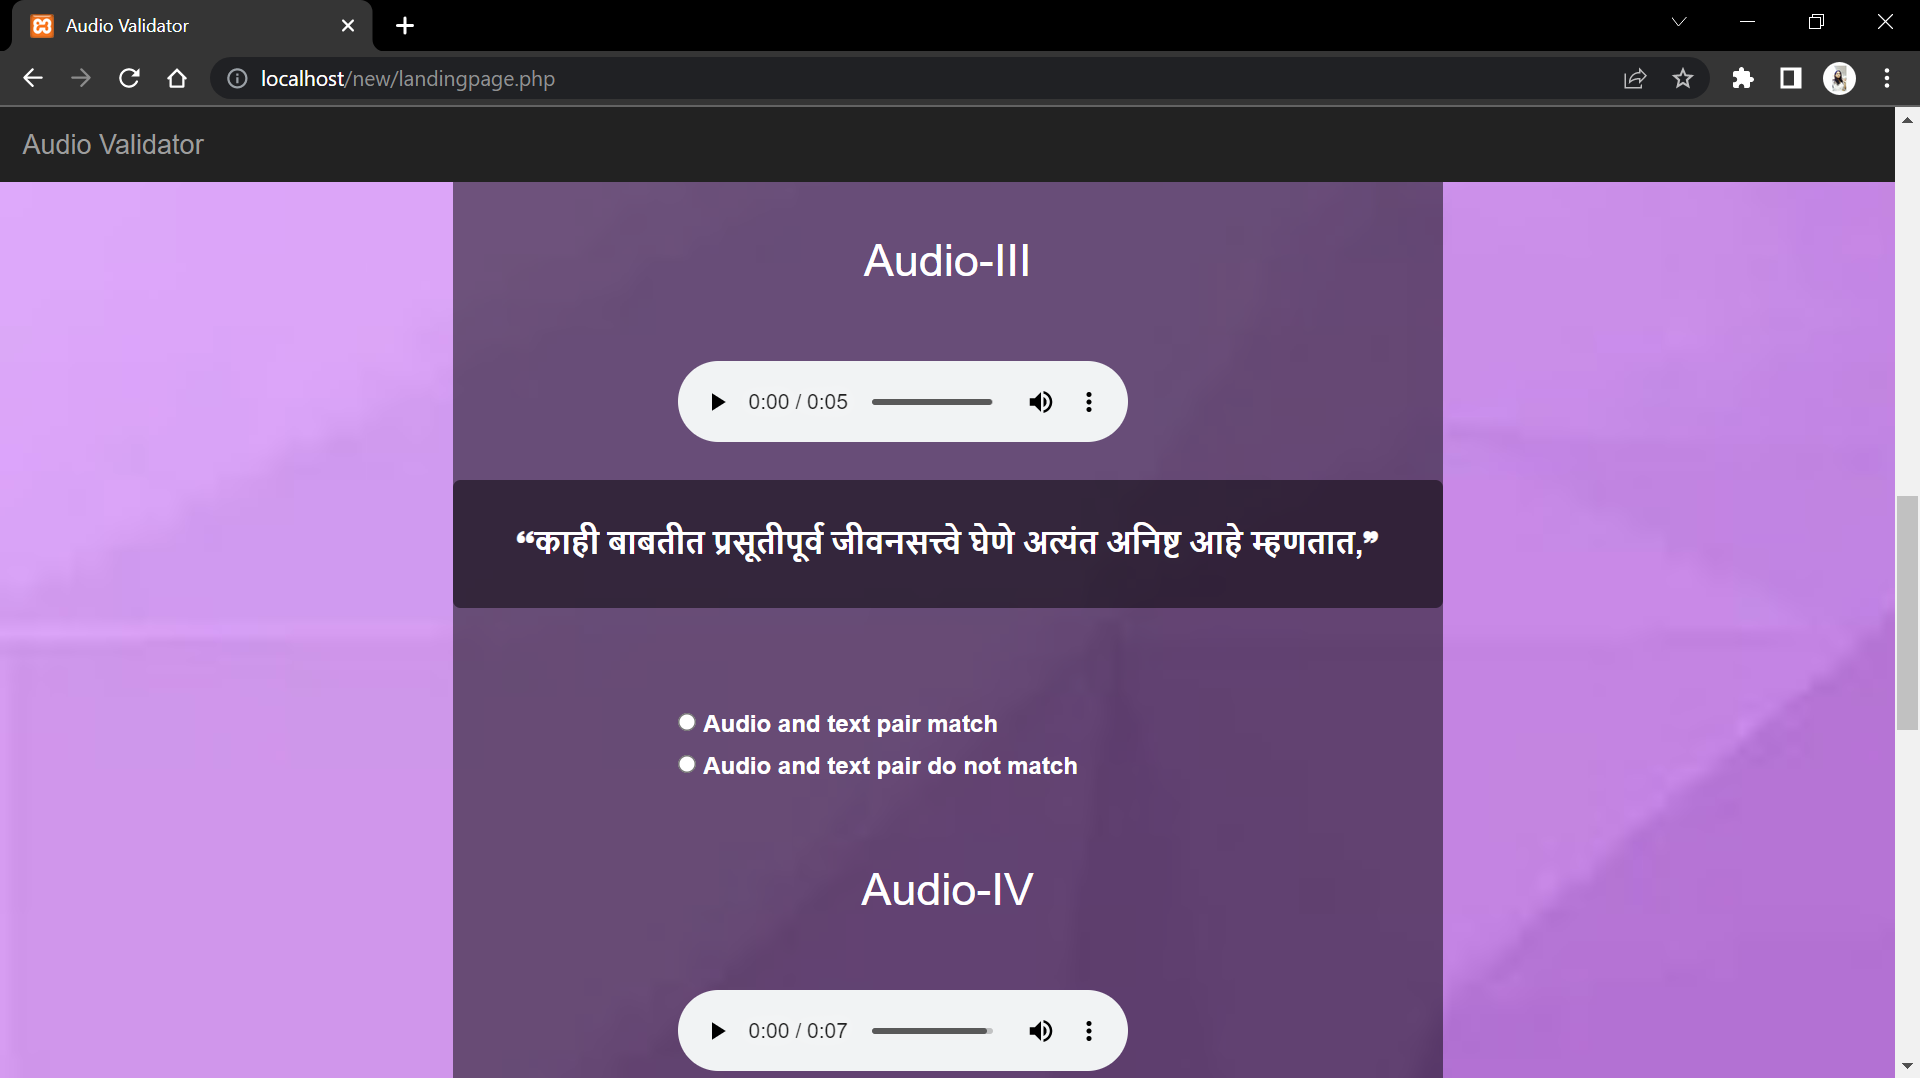 Audio Validator
localhost/new/landingpage.php
Audio Validator
Audio-III
0:00 / 0:05
“काही बाबतीत प्रसूतीपूर्व जीवनसत्त्वे घेणे अत्यंत अनिष्ट आहे म्हणतात,”
Audio and text pair match
Audio and text pair do not match
Audio-IV
0:00 / 0:07